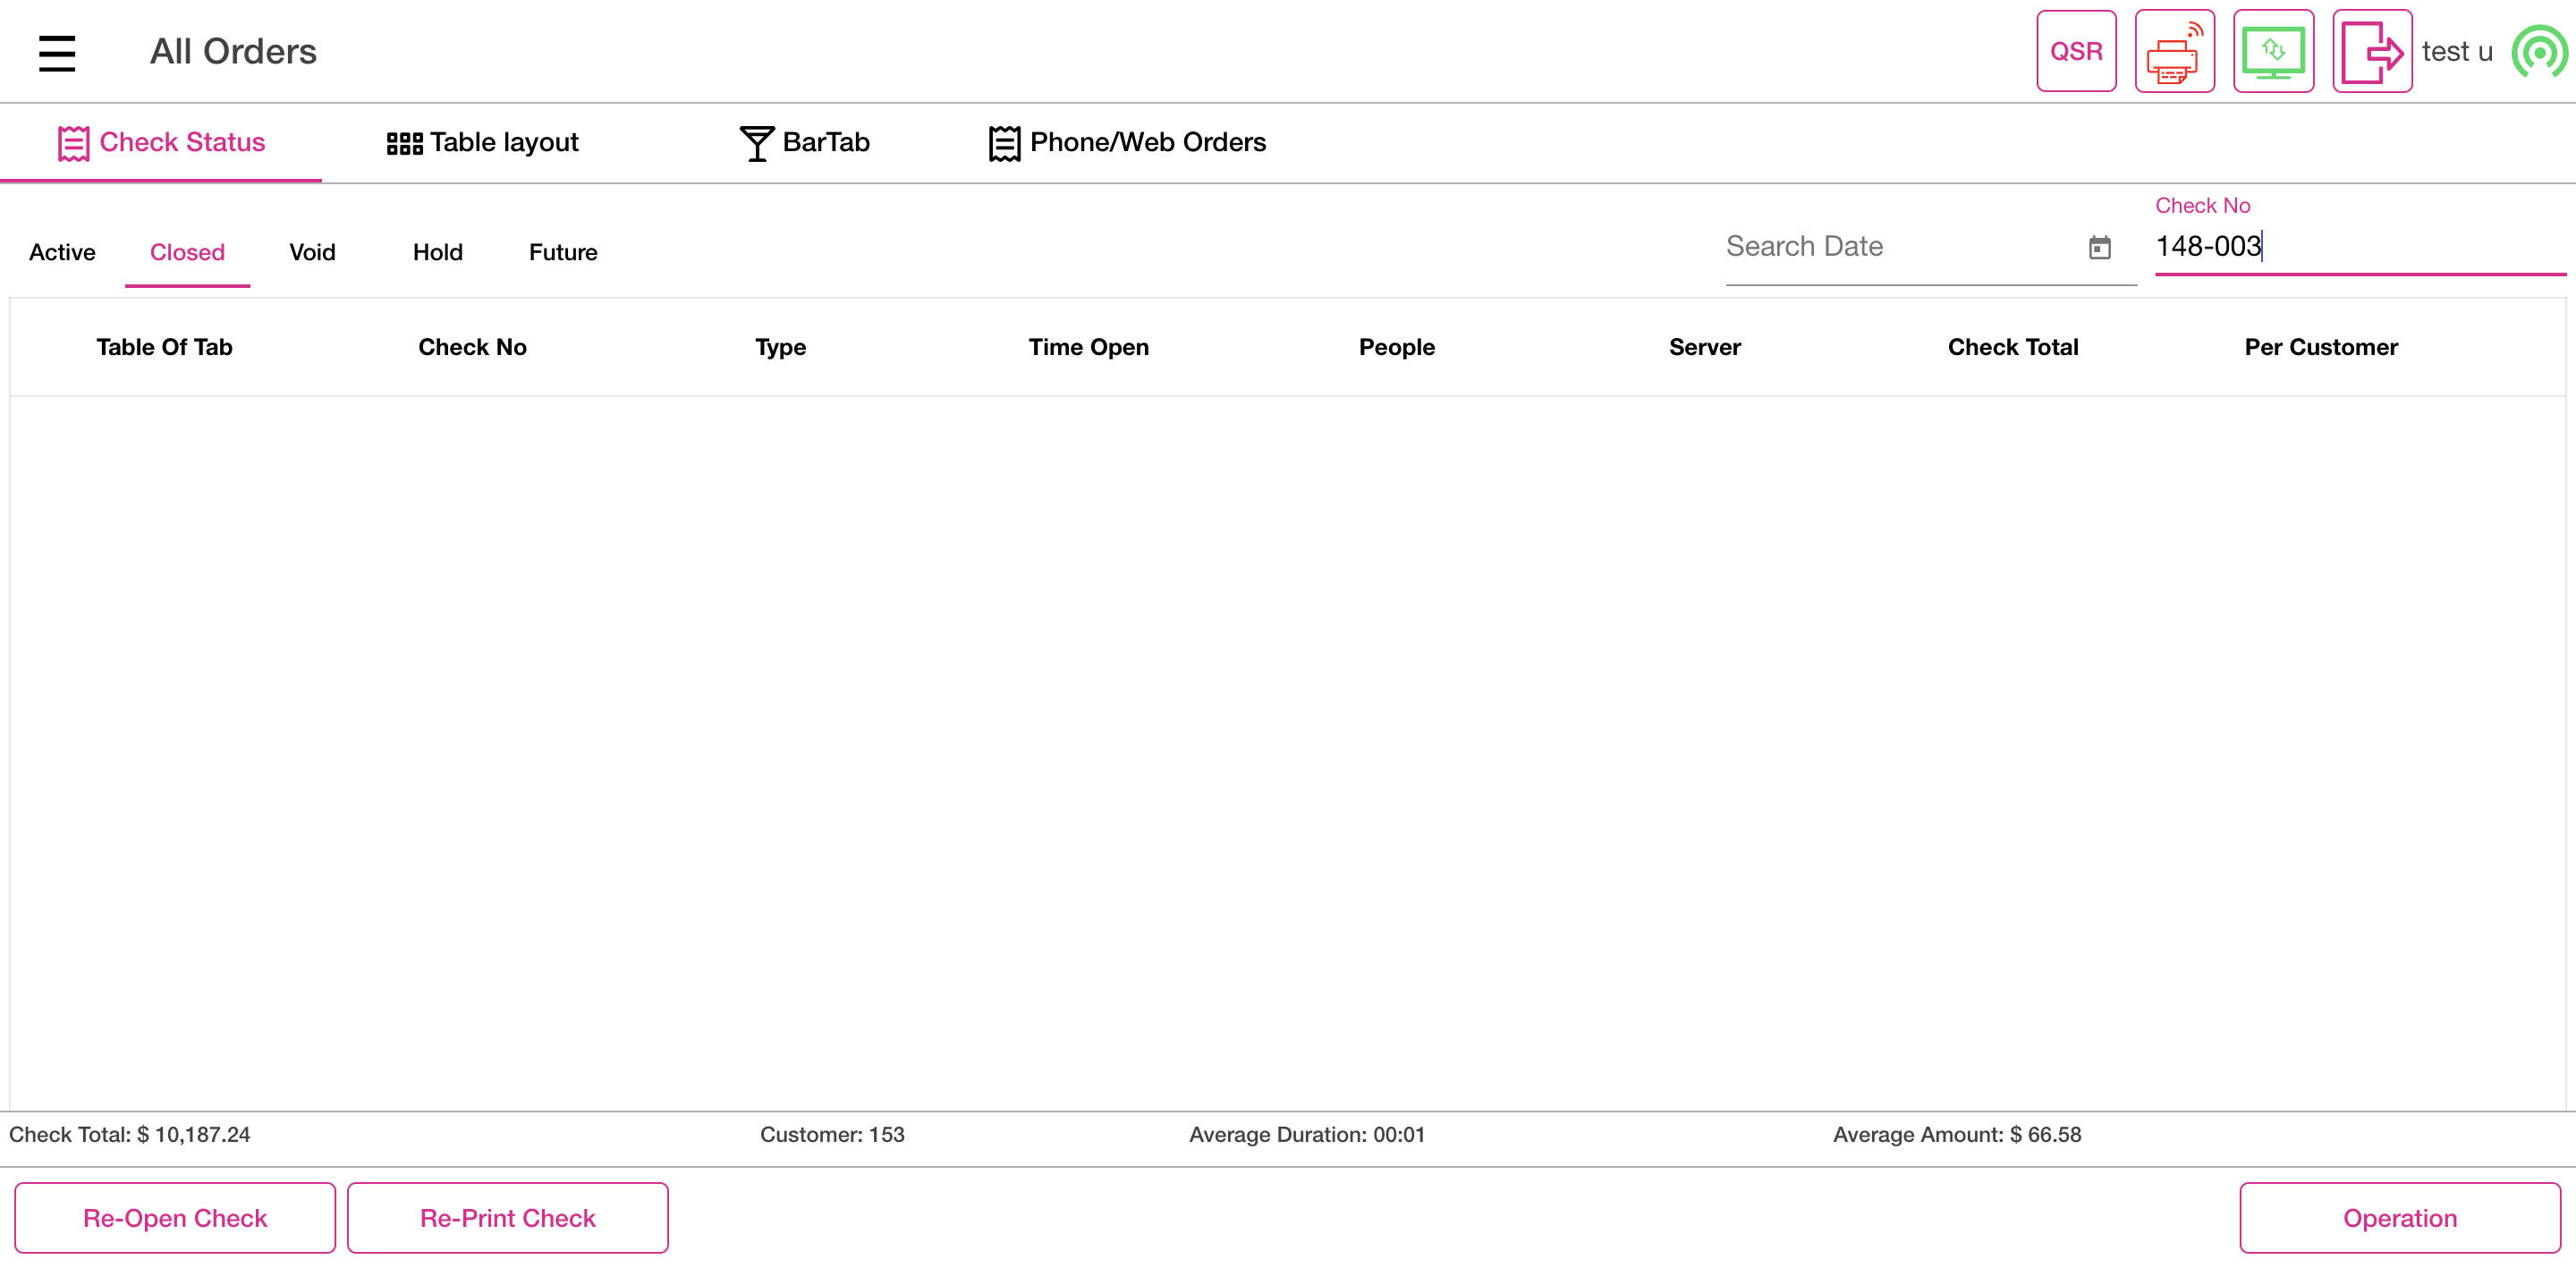 All Orders
QSR
test u
Check Status
Table layout
BarTab
Phone/Web Orders
Active
Closed
Void
Hold
Future
Search Date
Check No
148-003
Table Of Tab
Check No
Type
Time Open
People
Server
Check Total
Per Customer
Check Total: $ 10,187.24
Customer: 153
Average Duration: 00:01
Average Amount: $ 66.58
Re-Open Check
Re-Print Check
Operation